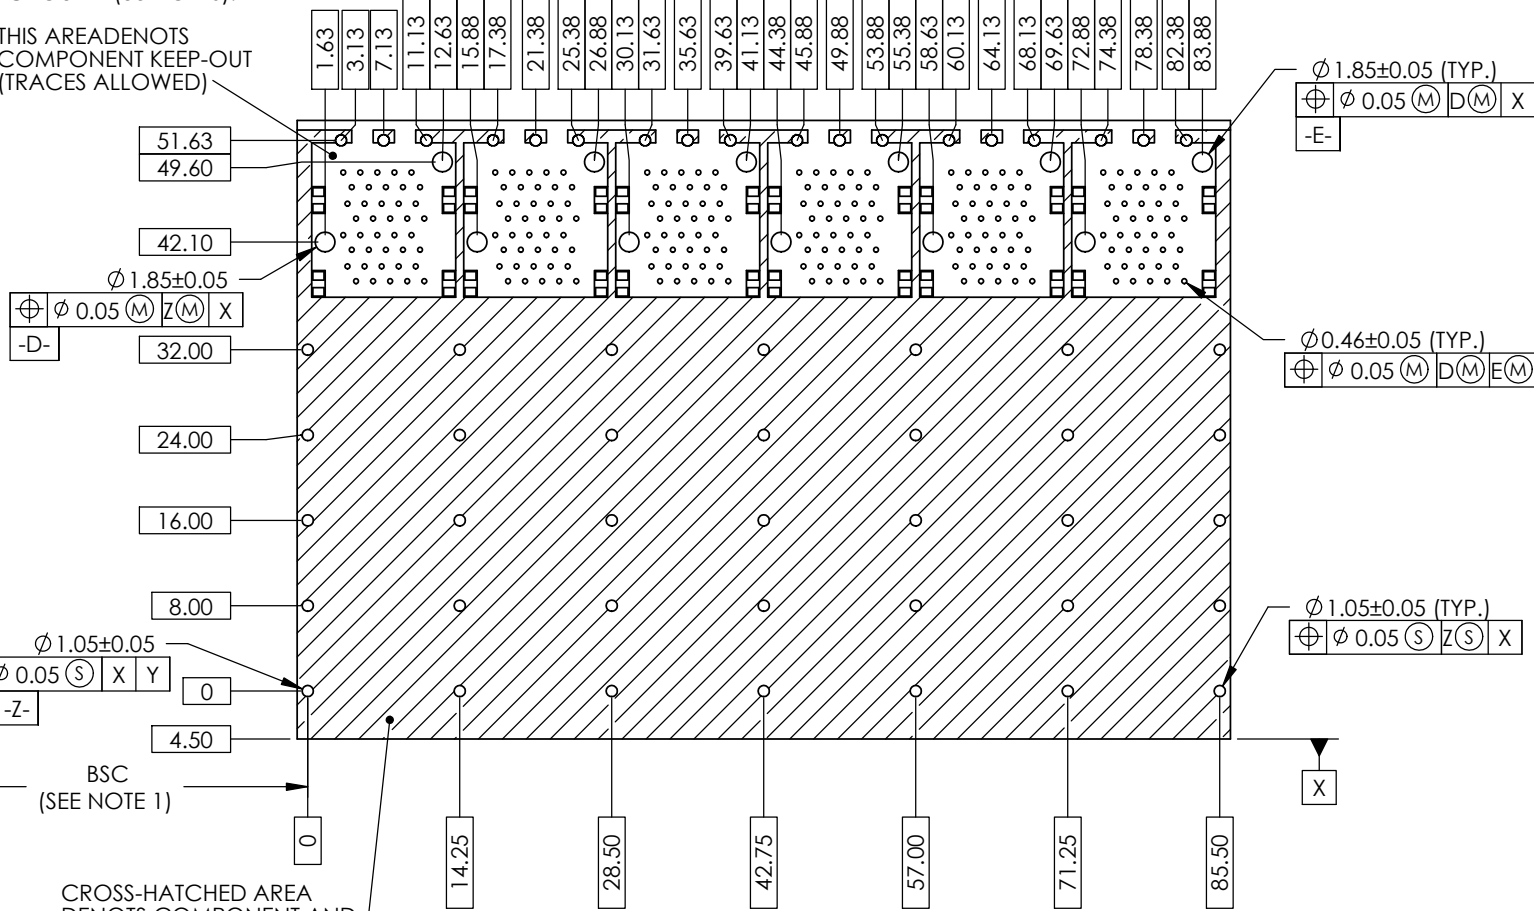 THIS AREADENOTS
COMPONENT KEEP-OUT
(TRACES ALLOWED)
1.63
3.13
7.13
11.13
12.63
15.88
17.38
21.38
25.38
26.88
30.13
31.63
35.63
39.63
41.13
44.38
45.88
49.88
53.88
55.38
58.63
60.13
64.13
68.13
69.63
72.88
74.38
78.38
82.38
83.88
Ø1.85±0.05 (TYP.)
⌖ Ø 0.05 Ⓜ DⓂ X
-E-
51.63
49.60
42.10
Ø1.85±0.05
⌖ Ø 0.05 Ⓜ ZⓂ X
-D-
32.00
Ø0.46±0.05 (TYP.)
⌖ Ø 0.05 Ⓜ DⓂ EⓂ
24.00
16.00
8.00
Ø1.05±0.05
Ø 0.05 Ⓢ X Y
-Z-
0
4.50
Ø1.05±0.05 (TYP.)
⌖ Ø 0.05 Ⓢ ZⓈ X
BSC
(SEE NOTE 1)
X
0
14.25
28.50
42.75
57.00
71.25
85.50
CROSS-HATCHED AREA
DENOTS COMPONENT AND